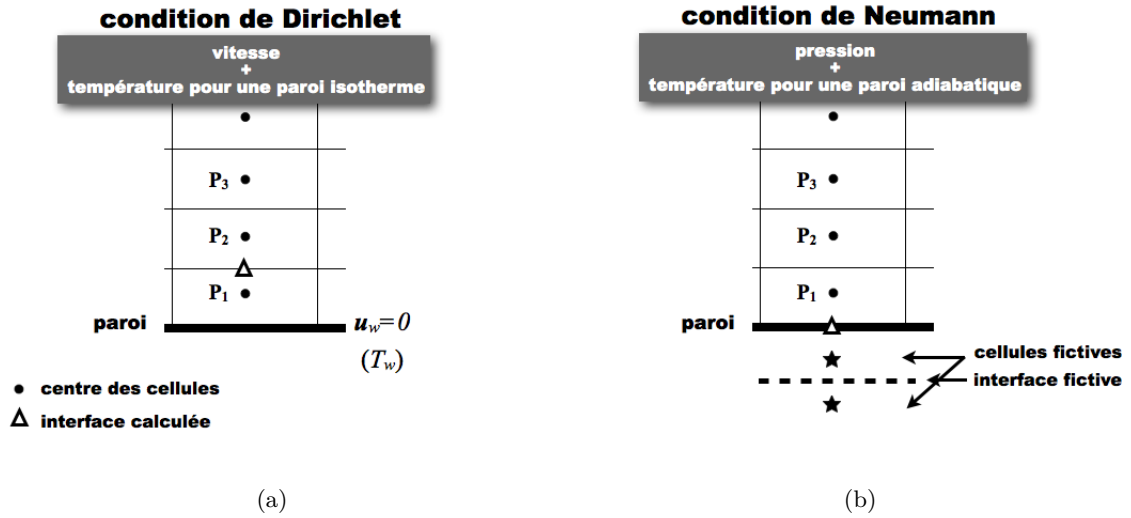 condition de Dirichlet
vitesse
+
température pour une paroi isotherme
P3
P2
P1
paroi
uw=0
(Tw)
centre des cellules
interface calculée
(a)
condition de Neumann
pression
+
température pour une paroi adiabatique
P3
P2
P1
paroi
cellules fictives
interface fictive
(b)